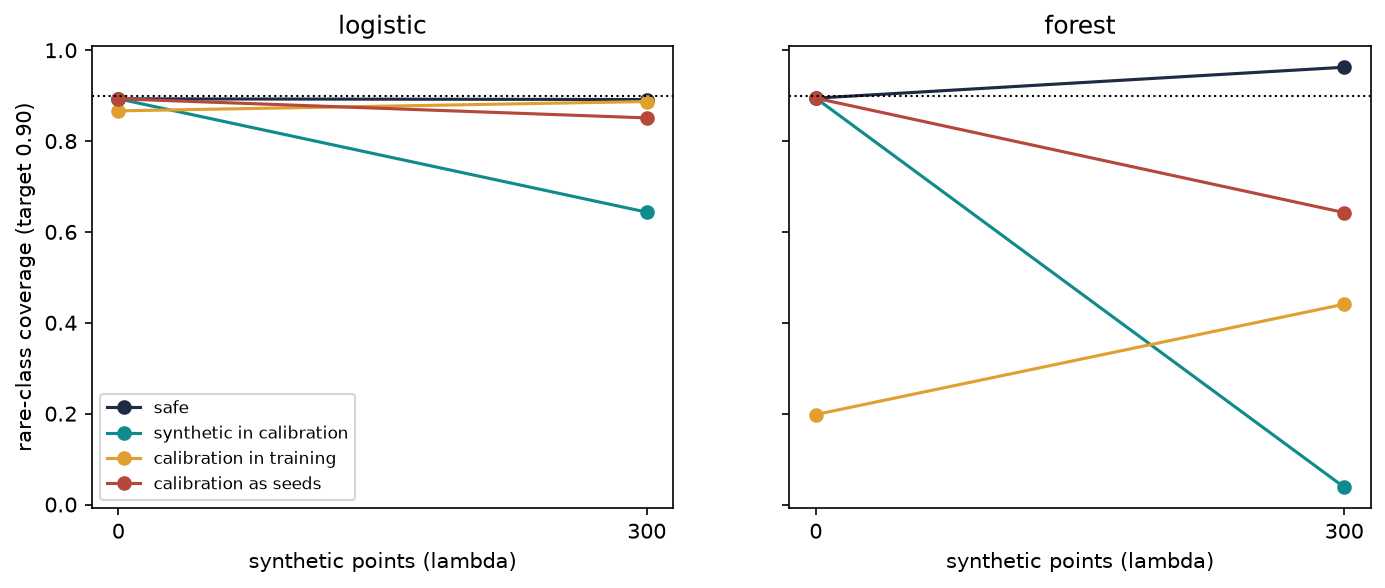 logistic
forest
rare-class coverage (target 0.90)
1.0
0.8
0.6
0.4
0.2
0.0
safe
synthetic in calibration
calibration in training
calibration as seeds
0
300
0
300
synthetic points (lambda)
synthetic points (lambda)